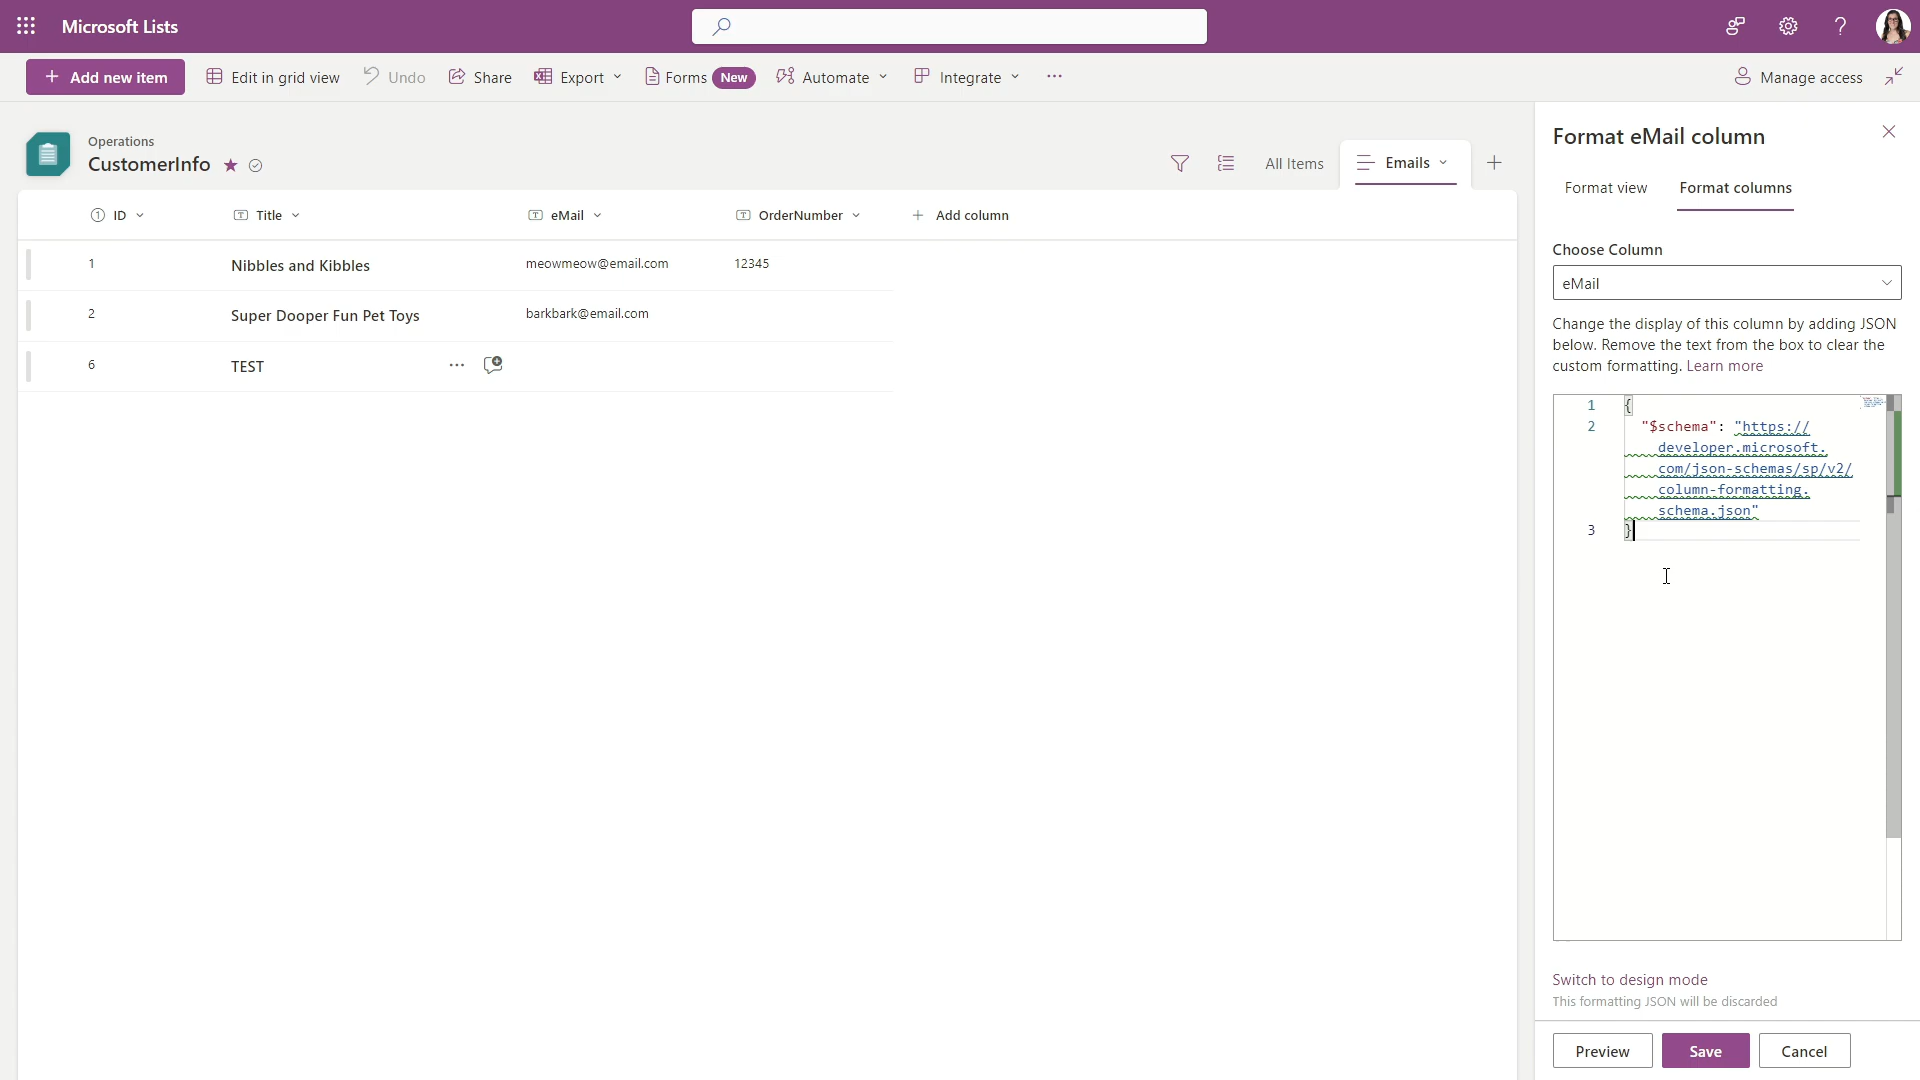 Microsoft Lists
Add new item
Edit in grid view
Undo
Share
Export
Forms New
Automate
Integrate
Manage access
Operations
CustomerInfo
All Items
Emails
ID
Title
eMail
OrderNumber
Add column
1 Nibbles and Kibbles meowmeow@email.com 12345
2 Super Dooper Fun Pet Toys barkbark@email.com
6 TEST
Format eMail column
Format view
Format columns
Choose Column
eMail
Change the display of this column by adding JSON
below. Remove the text from the box to clear the
custom formatting. Learn more
1 {
2 "$schema": "https://
developer.microsoft.
com/json-schemas/sp/v2/
column-formatting.
schema.json"
3 }
Switch to design mode
This formatting JSON will be discarded
Preview
Save
Cancel